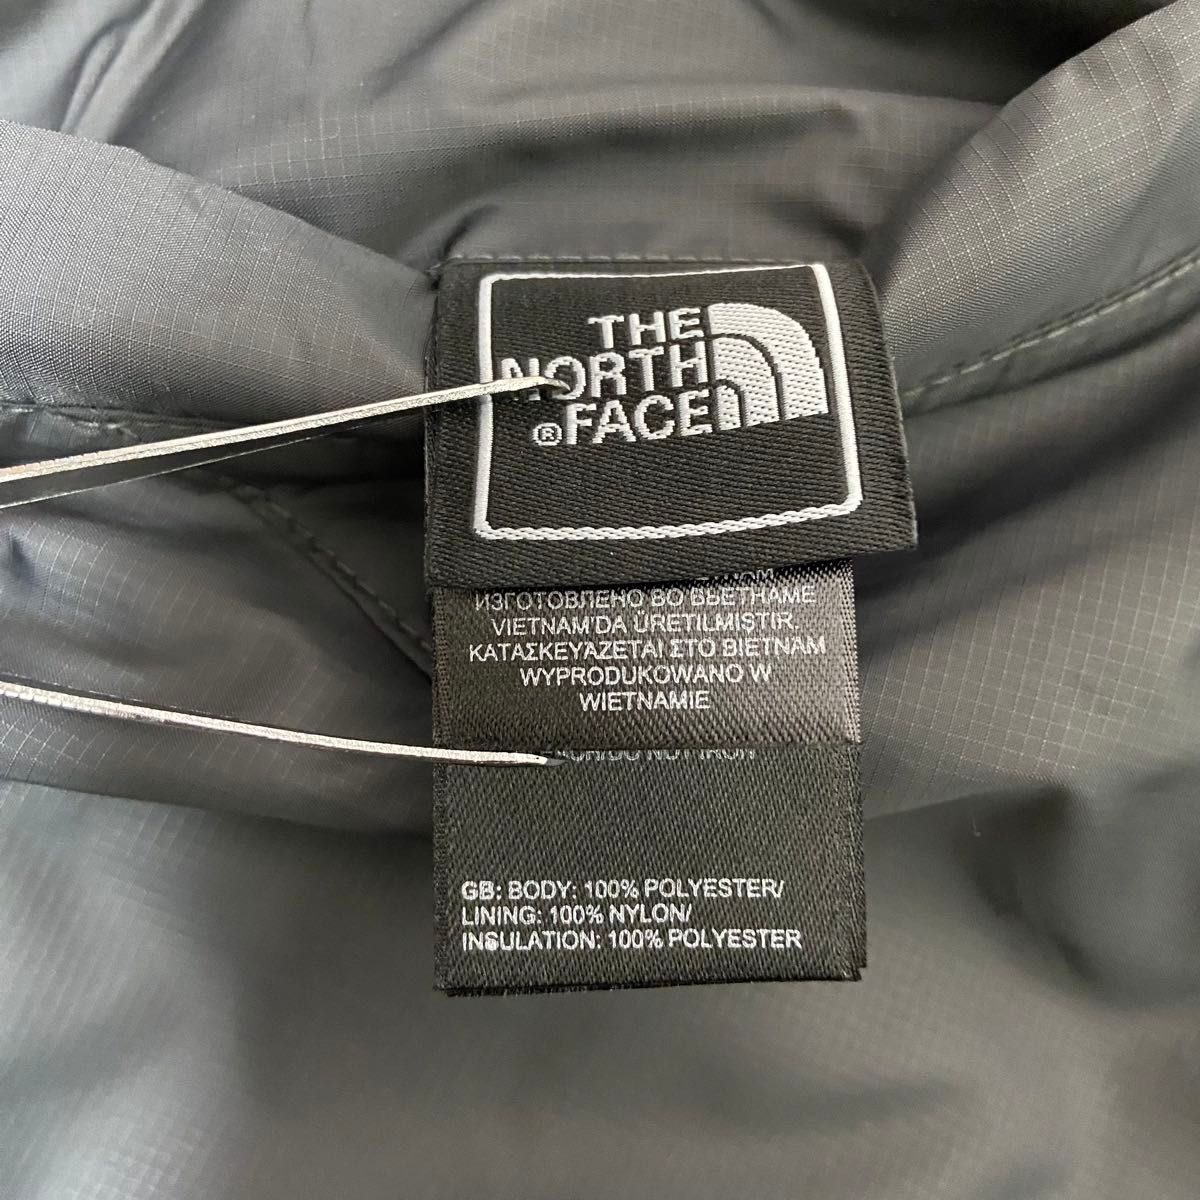 THE
NORTH
FACE
®
ИЗГОТОВЛЕНО ВО ВЬЕТНАМЕ
VIETNAM'DA ÜRETILMISTIR.
ΚΑΤΑΣΚΕΥΑΖΕΤΑΙ ΣΤΟ ΒΙΕΤΝΑΜ
WYPRODUKOWANO W
WIETNAMIE
GB: BODY: 100% POLYESTER/
LINING: 100% NYLON/
INSULATION: 100% POLYESTER